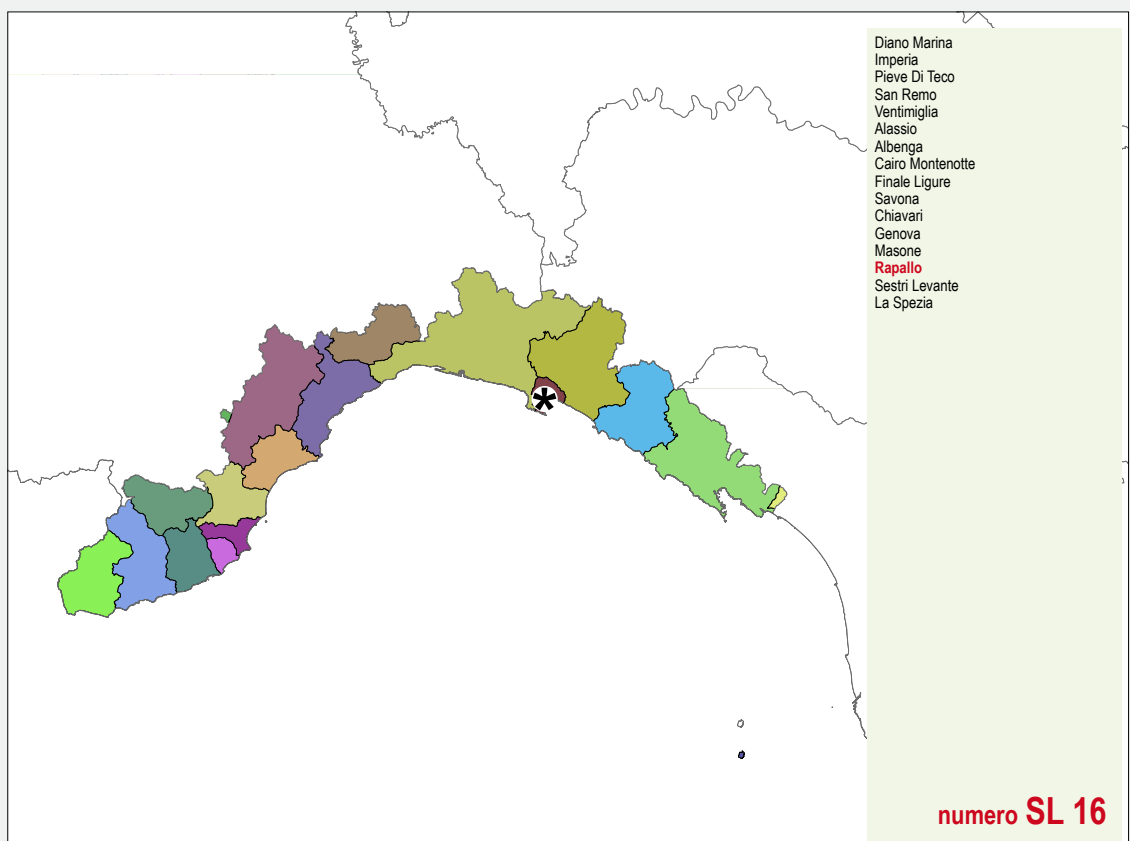 Diano Marina
Imperia
Pieve Di Teco
San Remo
Ventimiglia
Alassio
Albenga
Cairo Montenotte
Finale Ligure
Savona
Chiavari
Genova
Masone
Rapallo
Sestri Levante
La Spezia
*
numero SL 16